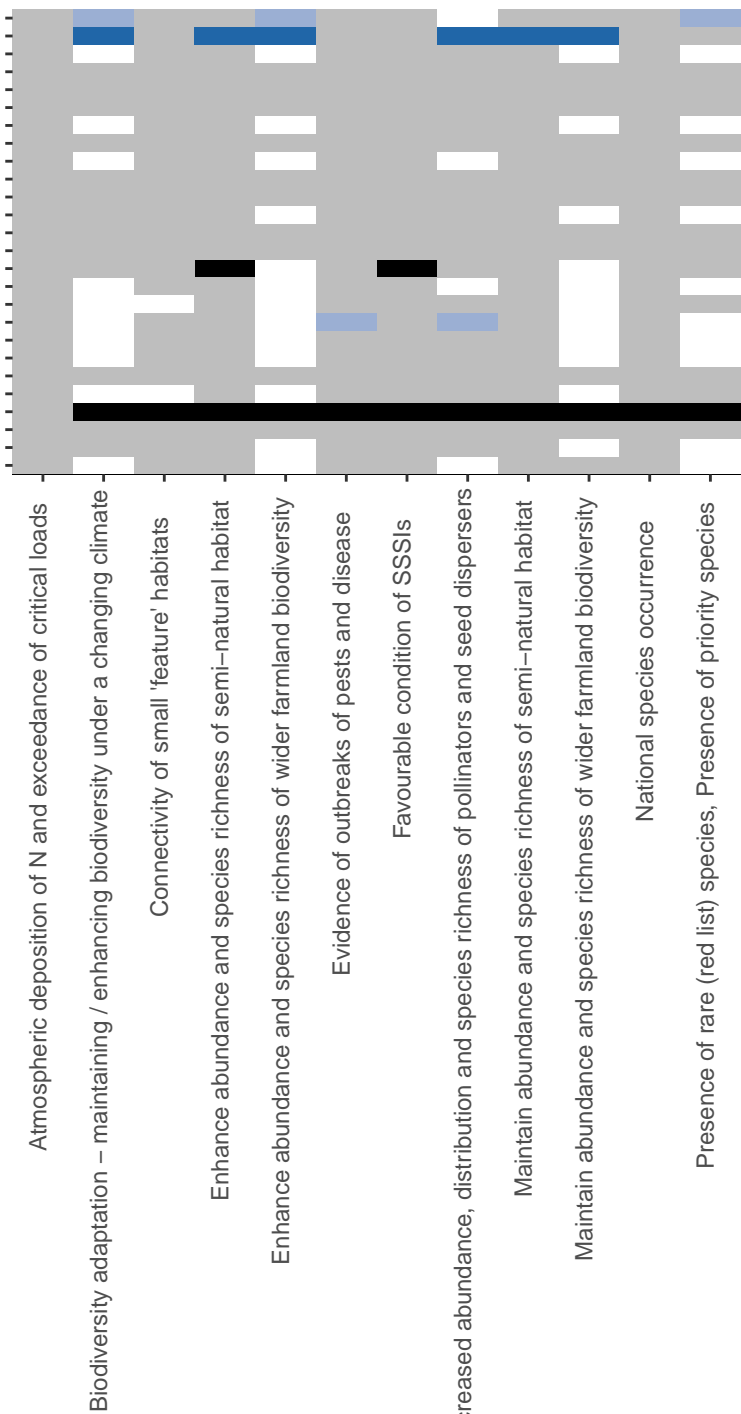 Atmospheric deposition of N and exceedance of critical loads
Biodiversity adaptation – maintaining / enhancing biodiversity under a changing climate
Connectivity of small 'feature' habitats
Enhance abundance and species richness of semi−natural habitat
Enhance abundance and species richness of wider farmland biodiversity
Evidence of outbreaks of pests and disease
Favourable condition of SSSIs
abundance, distribution and species richness of pollinators and seed dispersers
Maintain abundance and species richness of semi−natural habitat
Maintain abundance and species richness of wider farmland biodiversity
National species occurrence
Presence of rare (red list) species, Presence of priority species